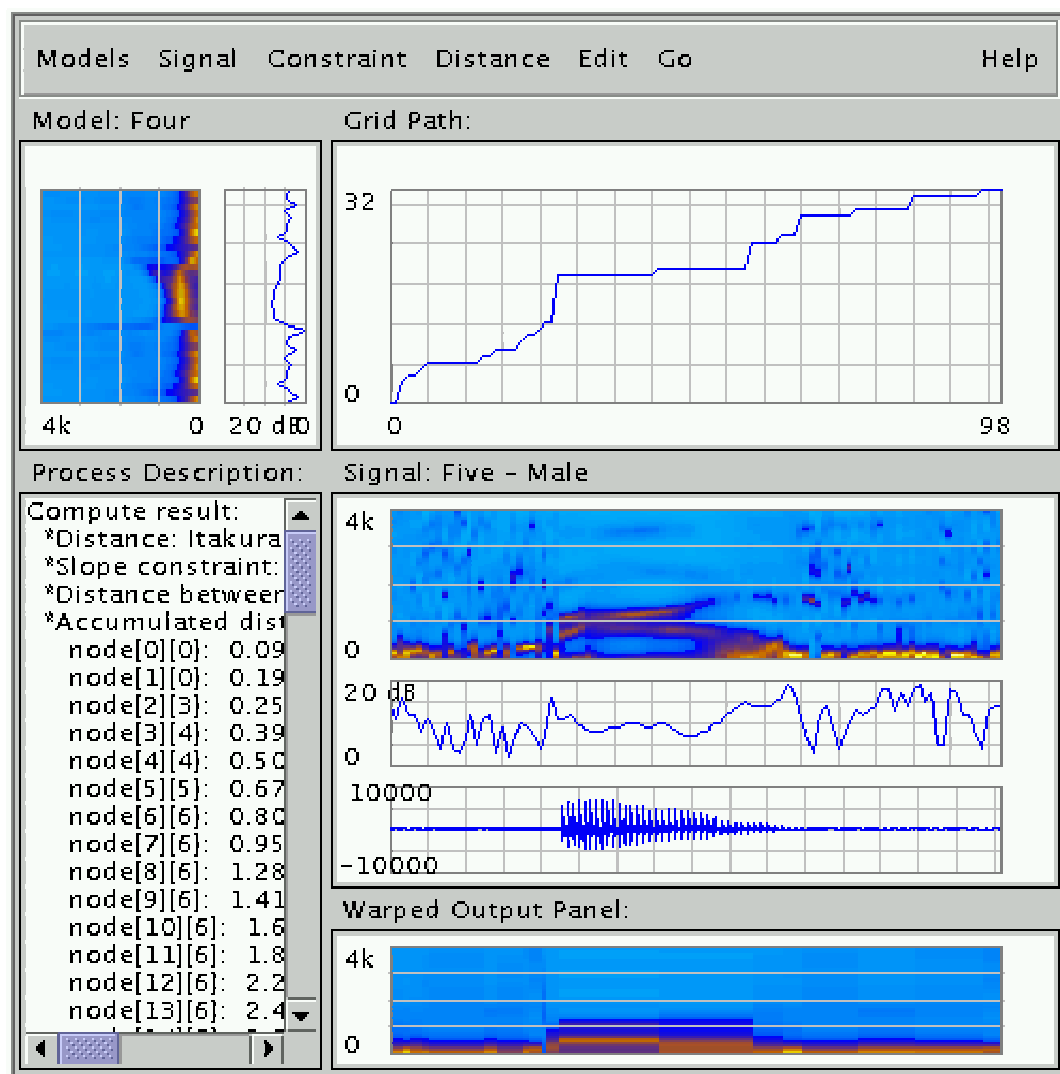 Models Signal Constraint Distance Edit Go Help
Model: Four
4k 0 20 dB 0
Grid Path:
32
0
0 98
Process Description:
Compute result:
*Distance: Itakura
*Slope constraint:
*Distance between
*Accumulated dist
node[0][0]: 0.09
node[1][0]: 0.19
node[2][3]: 0.25
node[3][4]: 0.39
node[4][4]: 0.50
node[5][5]: 0.67
node[6][6]: 0.80
node[7][6]: 0.95
node[8][6]: 1.28
node[9][6]: 1.41
node[10][6]: 1.6
node[11][6]: 1.8
node[12][6]: 2.2
node[13][6]: 2.4
Signal: Five - Male
4k
0
20 dB
0
10000
-10000
Warped Output Panel:
4k
0